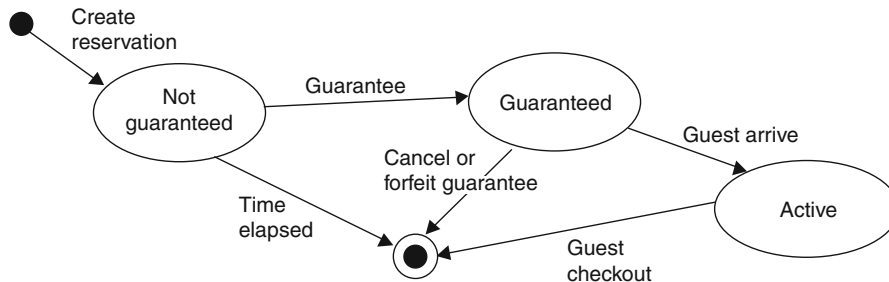 Create
reservation
Not
guaranteed
Guarantee
Guaranteed
Guest arrive
Cancel or
forfeit guarantee
Time
elapsed
Active
Guest
checkout